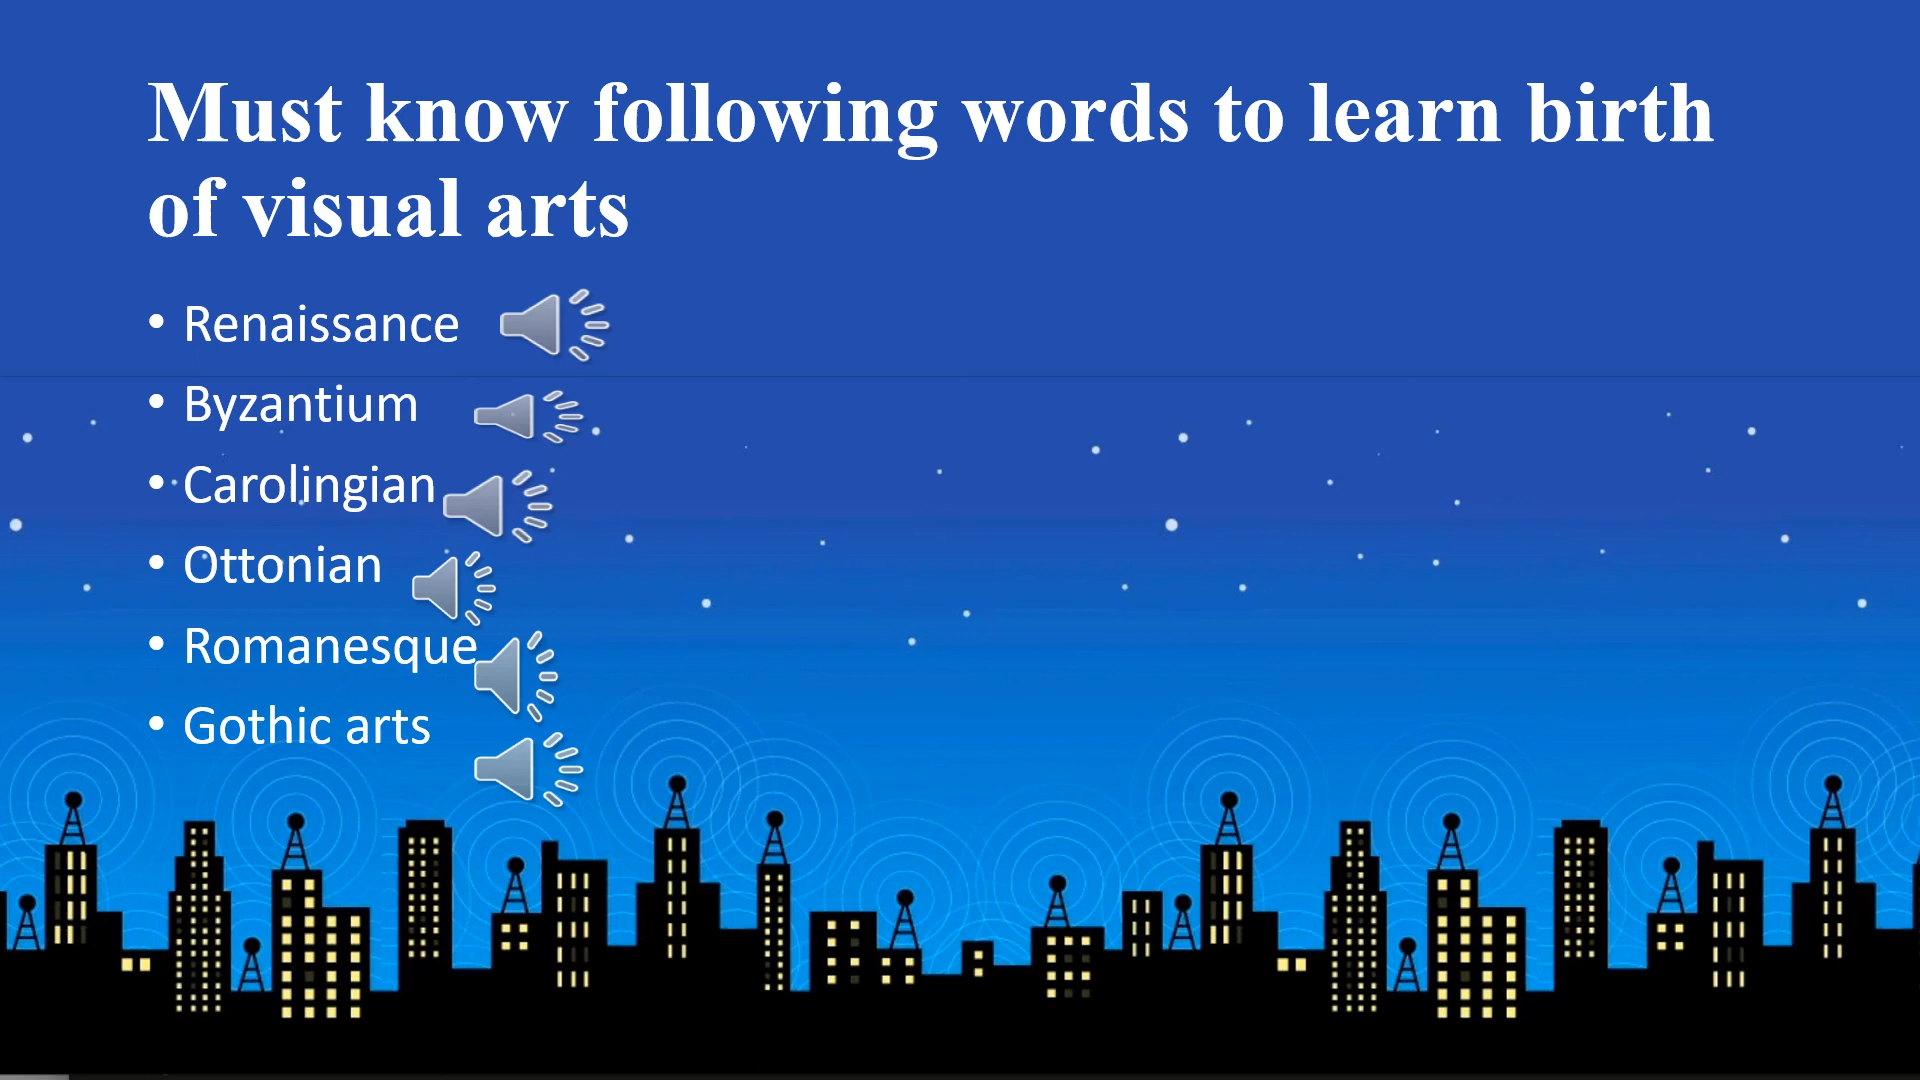 Must know following words to learn birth
of visual arts
• Renaissance
• Byzantium
• Carolingian
• Ottonian
• Romanesque
• Gothic arts